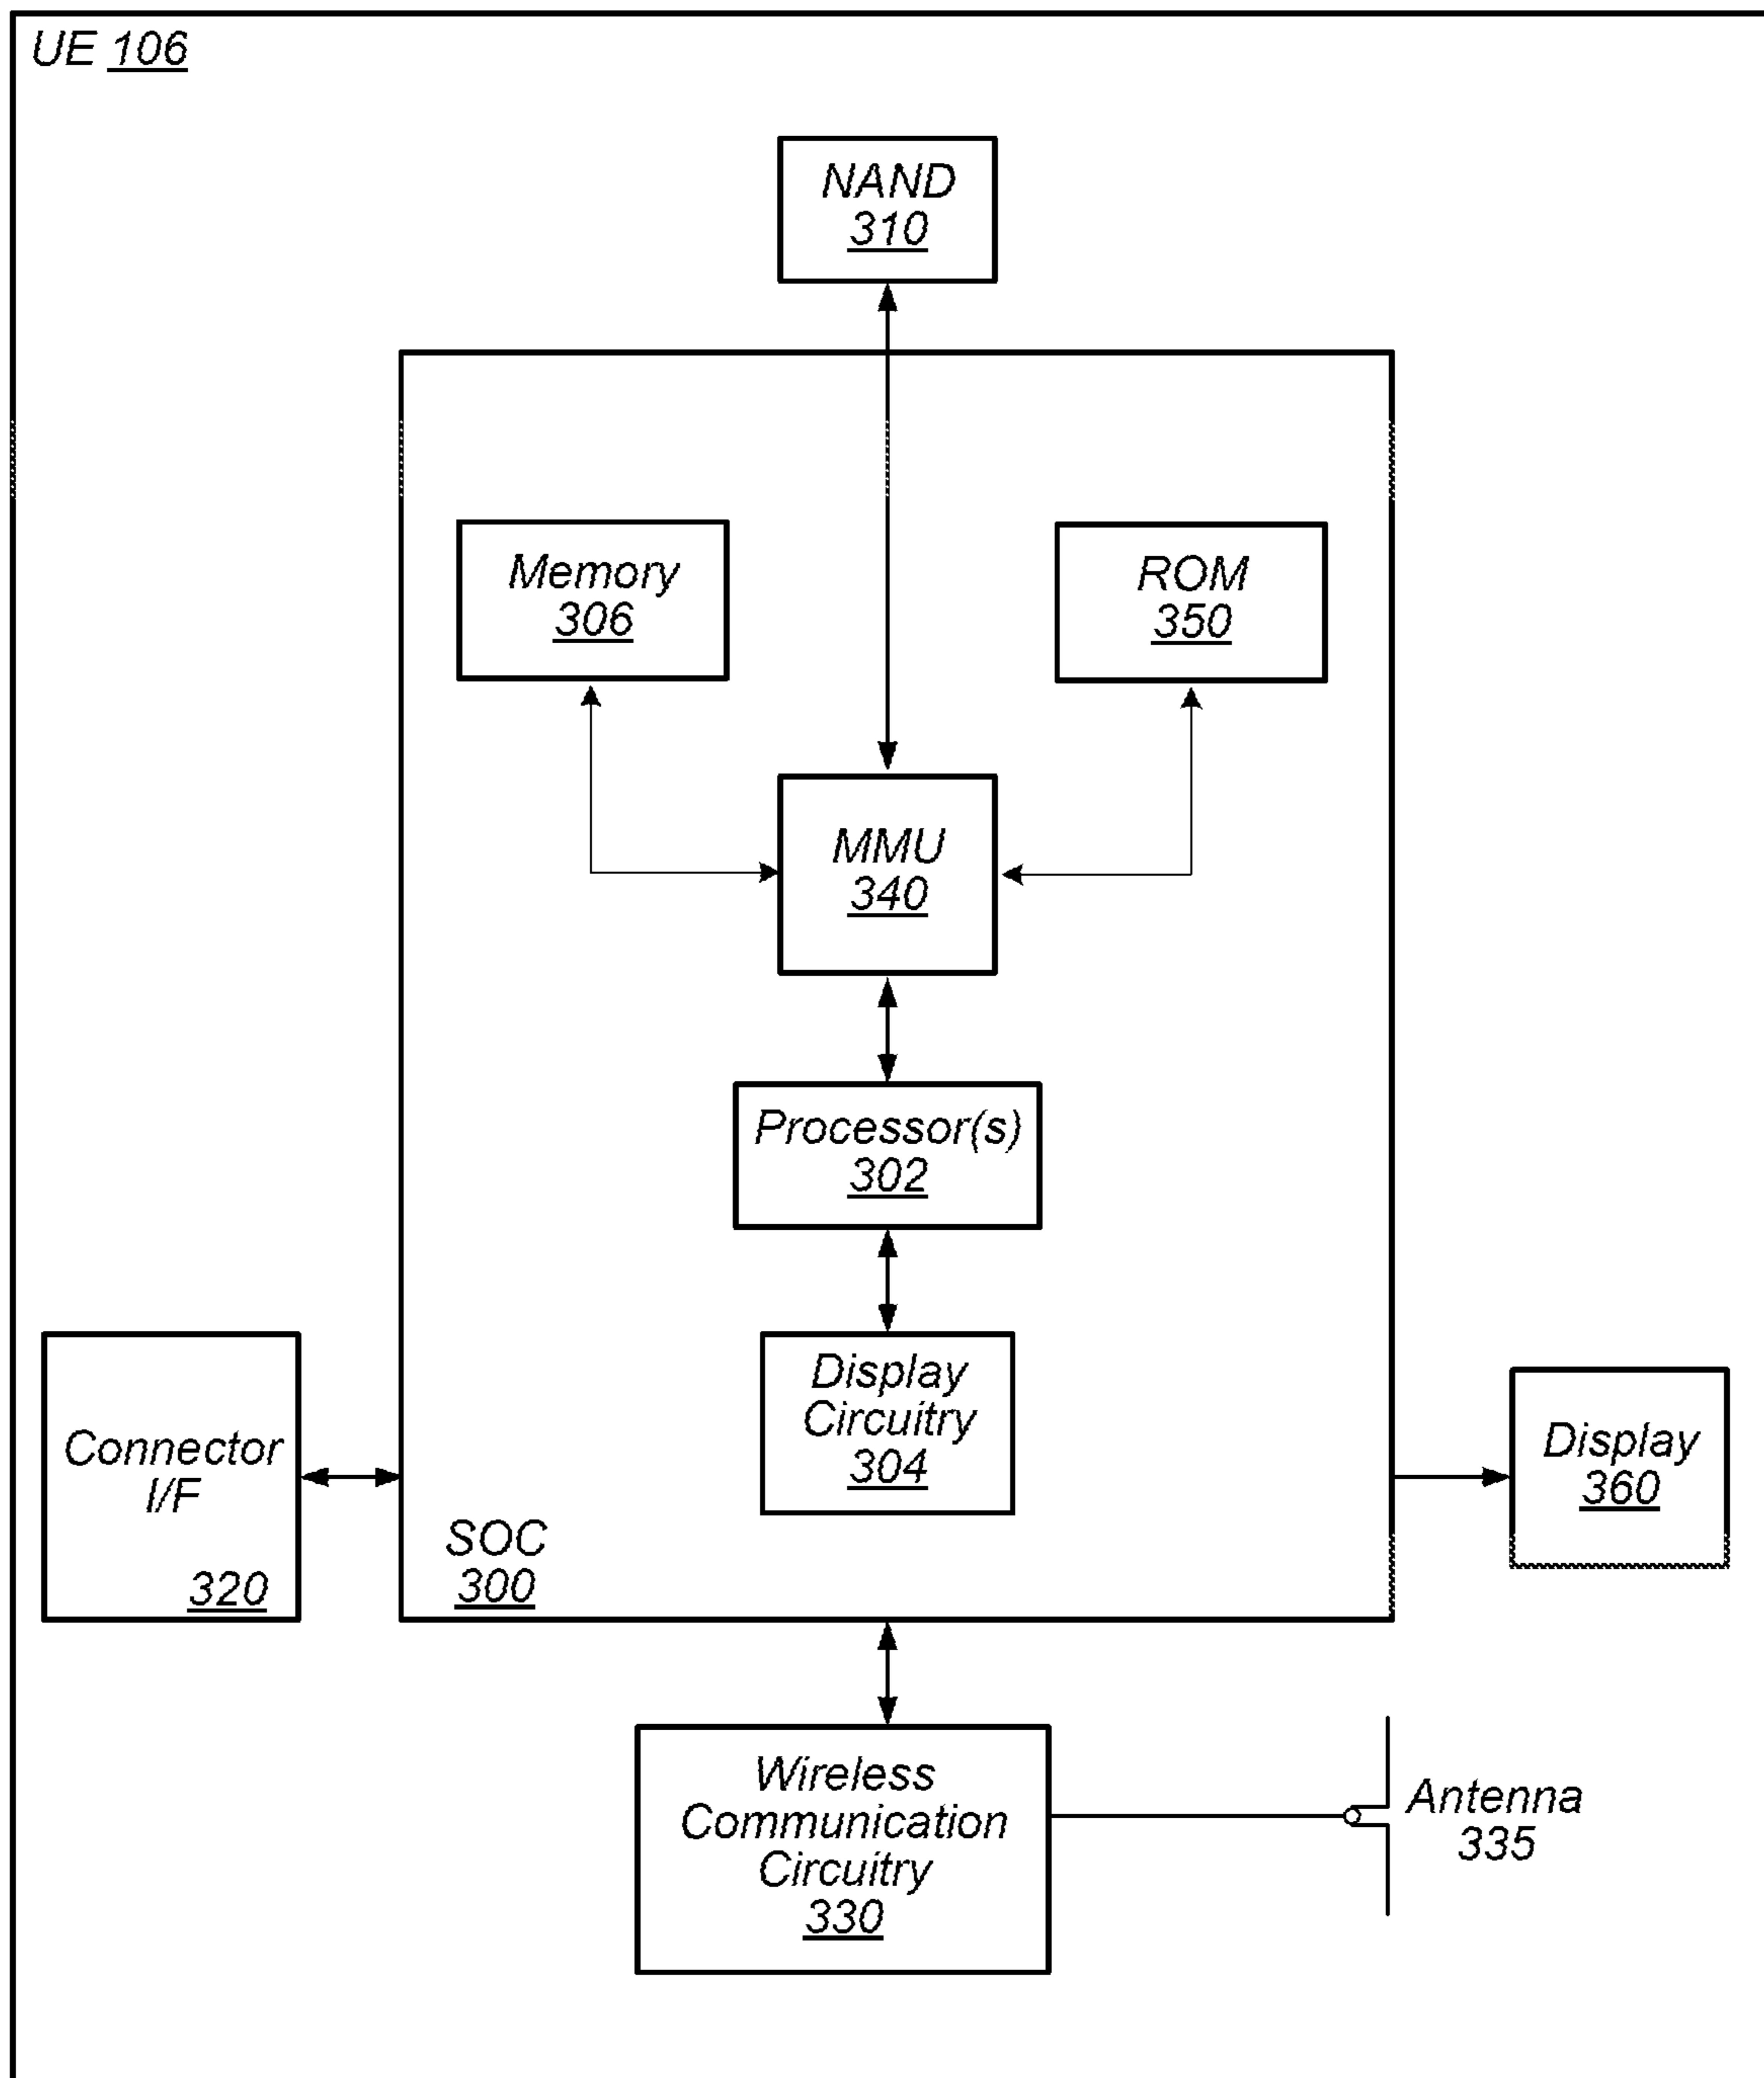 UE 106
NAND
310
Memory
306
ROM
350
MMU
340
Processor(s)
302
Display
Circuitry
304
Connector
I/F
320
SOC
300
Display
360
Wireless
Communication
Circuitry
330
Antenna
335